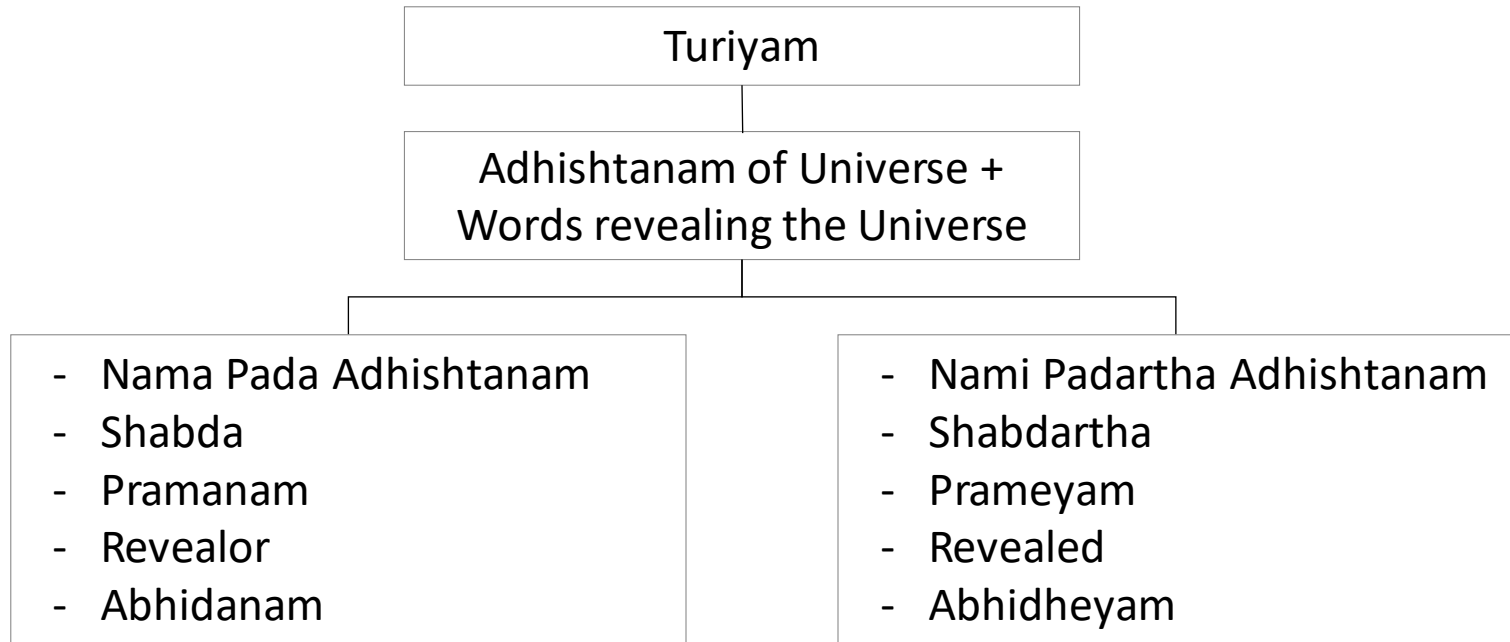 Turiyam
Adhishtanam of Universe +
Words revealing the Universe
- Nama Pada Adhishtanam
- Shabda
- Pramanam
- Revealor
- Abhidanam
- Nami Padartha Adhishtanam
- Shabdartha
- Prameyam
- Revealed
- Abhidheyam